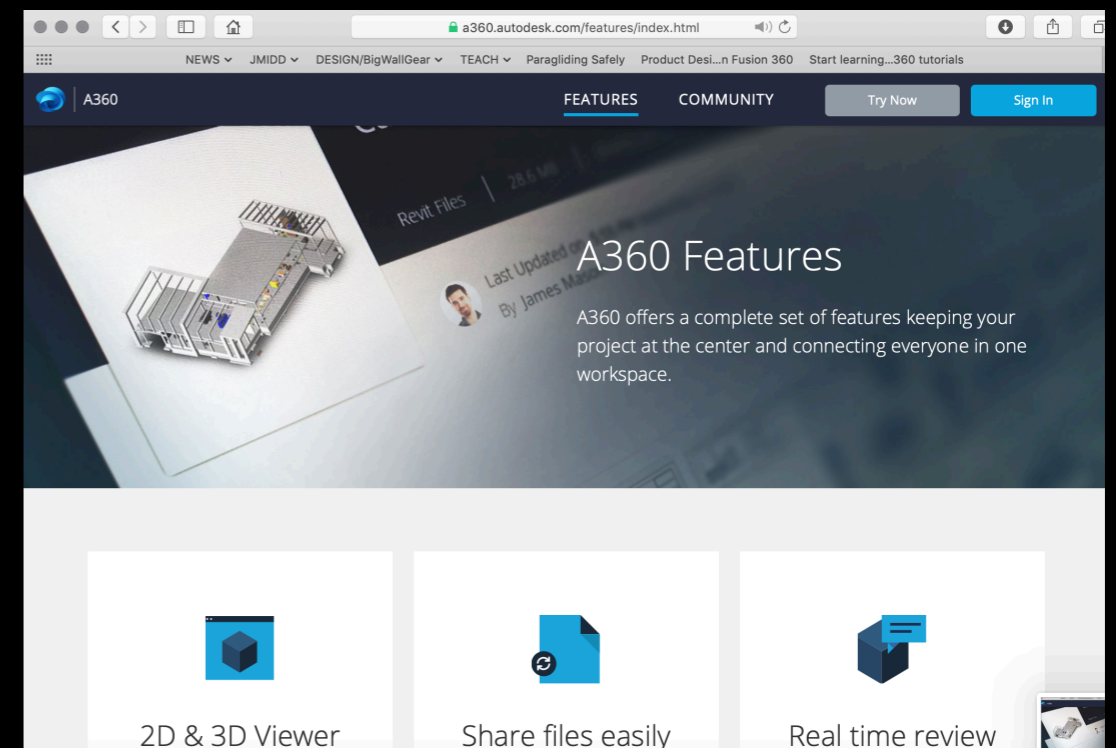 a360.autodesk.com/features/index.html
NEWS JMIDD DESIGN/BigWallGear TEACH Paragliding Safely Product Desi...n Fusion 360 Start learning...360 tutorials
A360 FEATURES COMMUNITY Try Now Sign In
Revit Files 28.6 MB
Last Updated on
By James
A360 Features
A360 offers a complete set of features keeping your
project at the center and connecting everyone in one
workspace.
2D & 3D Viewer Share files easily Real time review